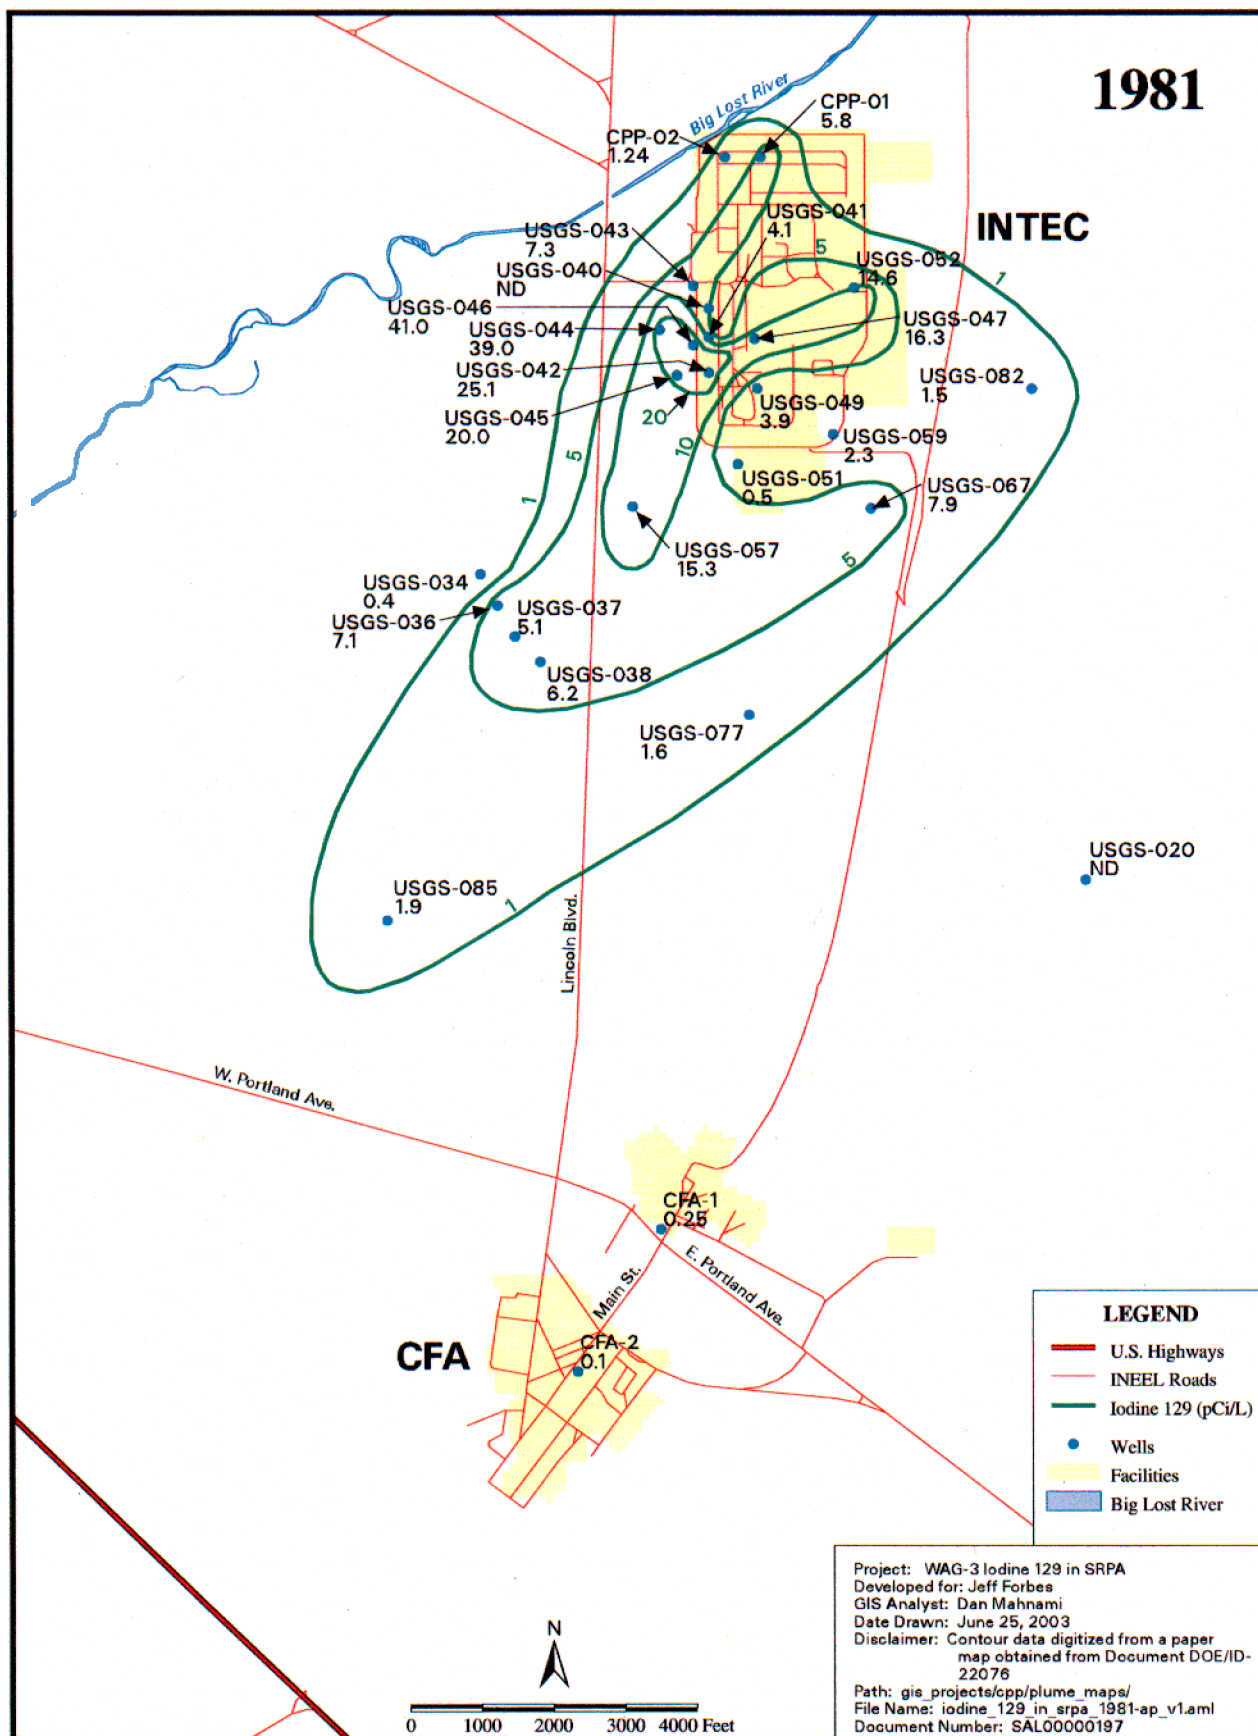 1981
Big Lost River
CPP-01
5.8
CPP-02
1.24
INTEC
USGS-041
4.1
USGS-043
7.3
5
USGS-052
14.6
1
USGS-040
ND
USGS-046
41.0
USGS-044
39.0
USGS-047
16.3
USGS-042
25.1
USGS-082
1.5
USGS-045
20.0
20
USGS-049
3.9
10
5
USGS-059
2.3
USGS-051
0.5
USGS-067
7.9
1
USGS-057
15.3
5
USGS-034
0.4
USGS-036
7.1
USGS-037
5.1
USGS-038
6.2
USGS-077
1.6
USGS-020
ND
USGS-085
1.9
1
Lincoln Blvd.
W. Portland Ave.
CFA-1
0.25
E. Portland Ave.
Main St.
CFA
CFA-2
0.1
LEGEND
U.S. Highways
INEEL Roads
Iodine 129 (pCi/L)
Wells
Facilities
Big Lost River
Project: WAG-3 Iodine 129 in SRPA
Developed for: Jeff Forbes
GIS Analyst: Dan Mahnami
Date Drawn: June 25, 2003
Disclaimer: Contour data digitized from a paper
map obtained from Document DOE/ID-
22076
Path: gis_projects/cpp/plume_maps/
File Name: iodine_129_in_srpa_1981-ap_v1.aml
Document Number: SAL00000197
N
0 1000 2000 3000 4000 Feet